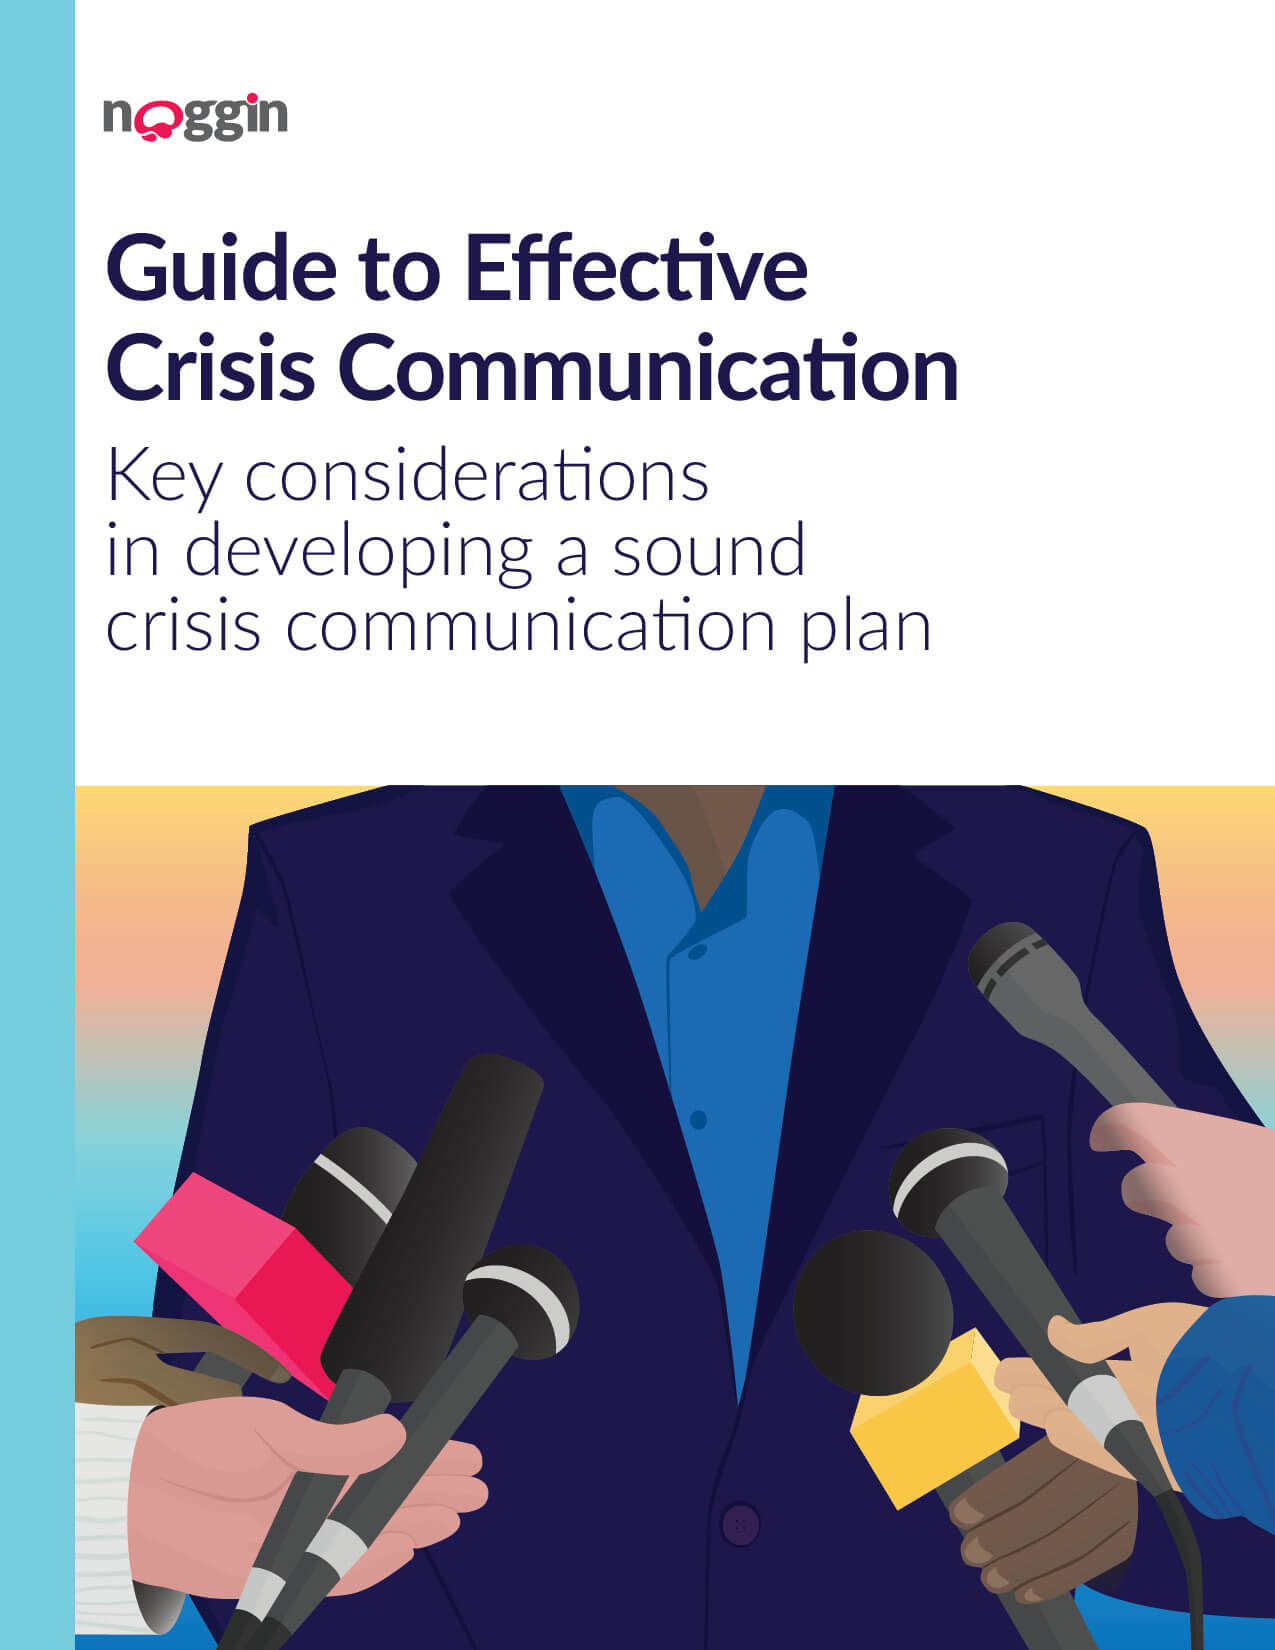 noggin
Guide to Effective
Crisis Communication
Key considerations
in developing a sound
crisis communication plan